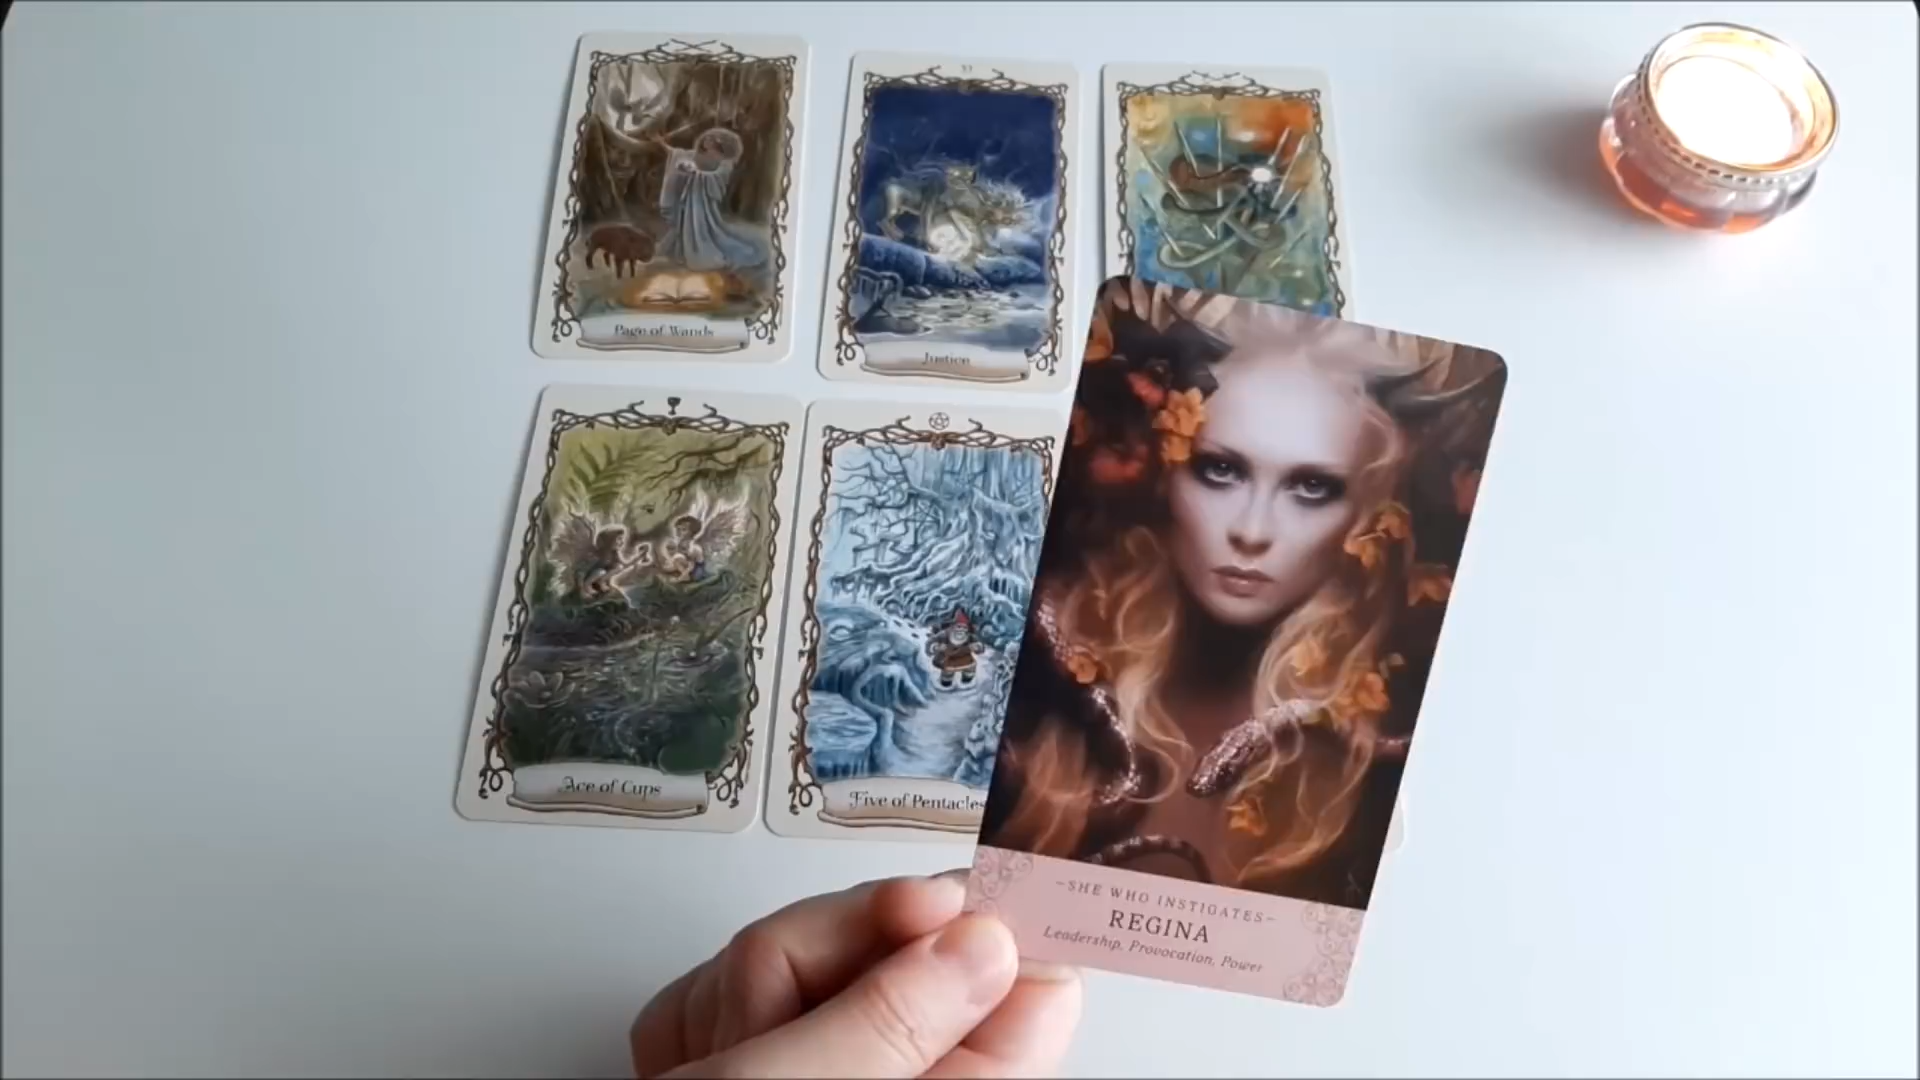 Page of Wands
Justice
Ace of Cups
Five of Pentacles
~SHE WHO INSTIGATES~
REGINA
Leadership, Provocation, Power